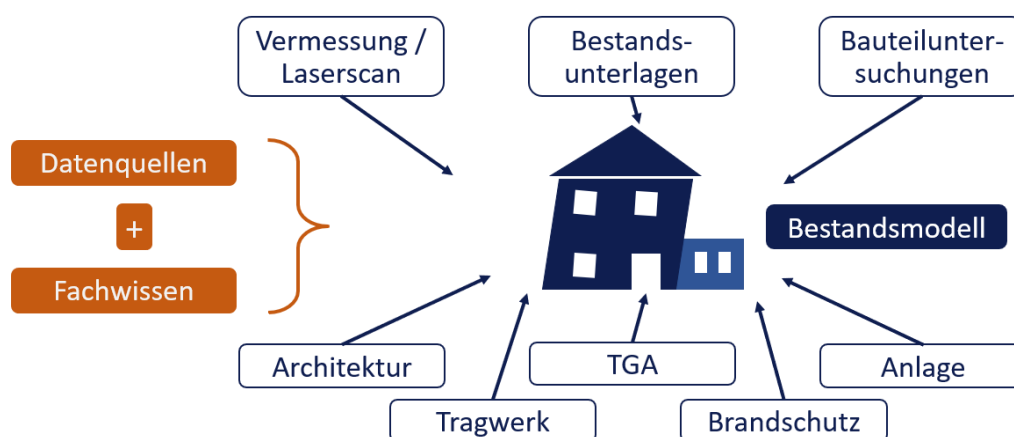 Vermessung /
Laserscan
Bestands-
unterlagen
Bauteilunter-
suchungen
Datenquellen
+
Fachwissen
Bestandsmodell
Architektur
TGA
Anlage
Tragwerk
Brandschutz